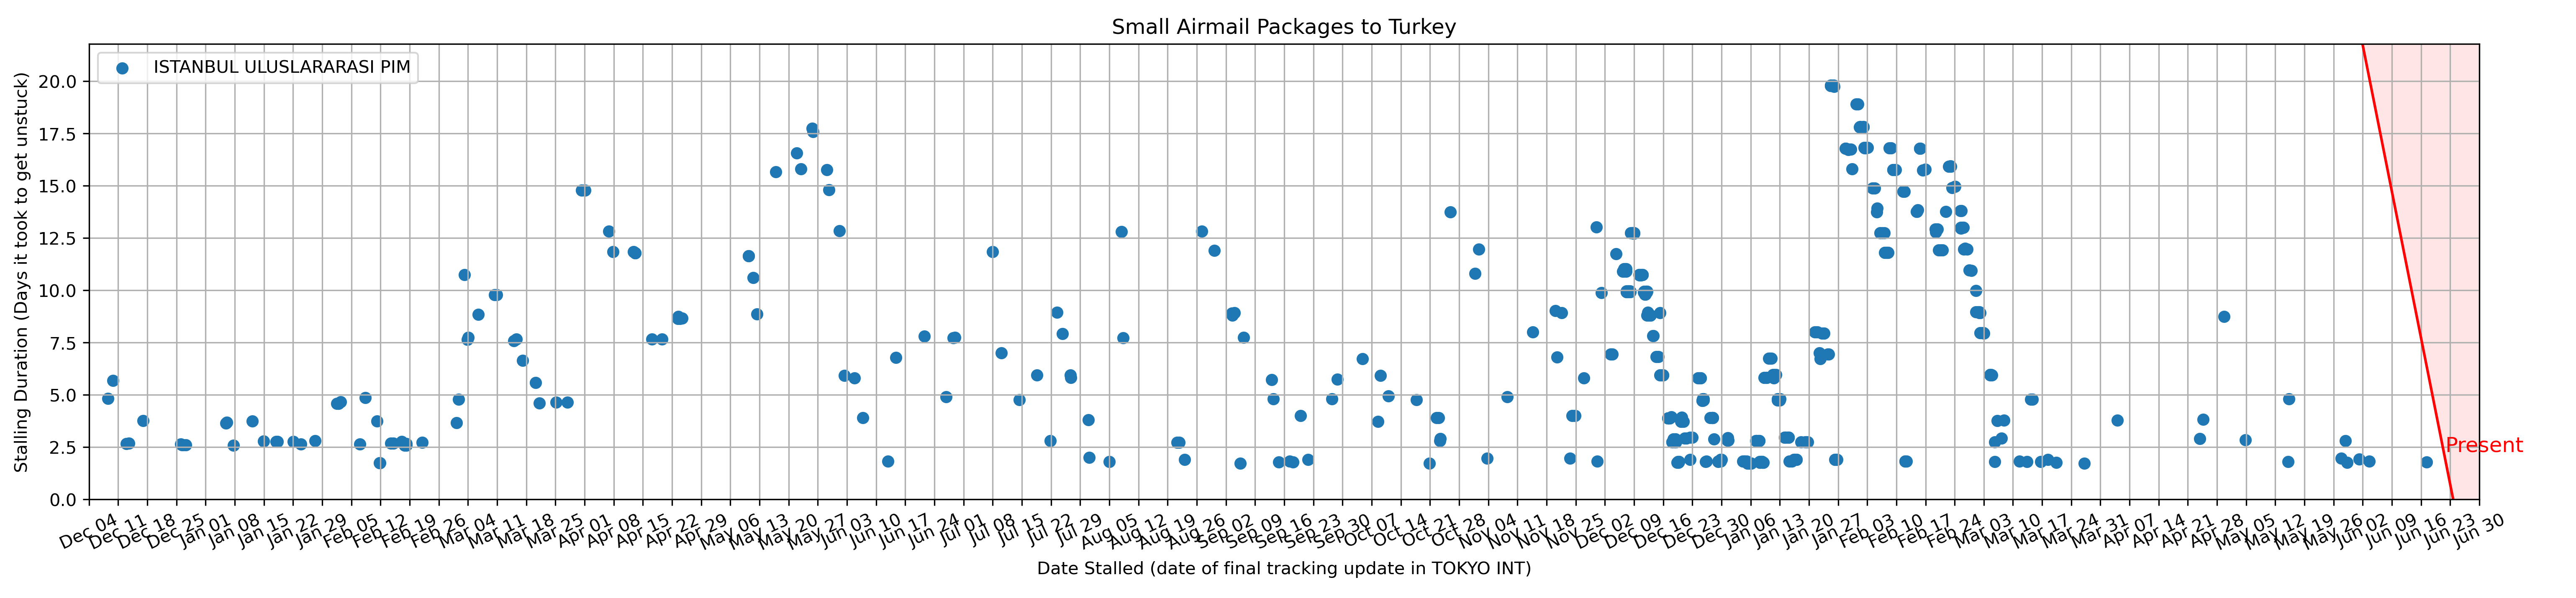 Small Airmail Packages to Turkey
ISTANBUL ULUSLARARASI PIM
Stalling Duration (Days it took to get unstuck)
20.0
17.5
15.0
12.5
10.0
7.5
5.0
2.5
0.0
Present
Dec 04
Dec 11
Dec 18
Dec 25
Jan 01
Jan 08
Jan 15
Jan 22
Jan 29
Feb 05
Feb 12
Feb 19
Feb 26
Mar 04
Mar 11
Mar 18
Mar 25
Apr 01
Apr 08
Apr 15
Apr 22
Apr 29
May 06
May 13
May 20
May 27
Jun 03
Jun 10
Jun 17
Jun 24
Jul 01
Jul 08
Jul 15
Jul 22
Jul 29
Aug 05
Aug 12
Aug 19
Aug 26
Sep 02
Sep 09
Sep 16
Sep 23
Sep 30
Oct 07
Oct 14
Oct 21
Oct 28
Nov 04
Nov 11
Nov 18
Nov 25
Dec 02
Dec 09
Dec 16
Dec 23
Dec 30
Jan 06
Jan 13
Jan 20
Jan 27
Feb 03
Feb 10
Feb 17
Feb 24
Mar 03
Mar 10
Mar 17
Mar 24
Mar 31
Apr 07
Apr 14
Apr 21
Apr 28
May 05
May 12
May 19
May 26
Jun 02
Jun 09
Jun 16
Jun 23
Jun 30
Date Stalled (date of final tracking update in TOKYO INT)